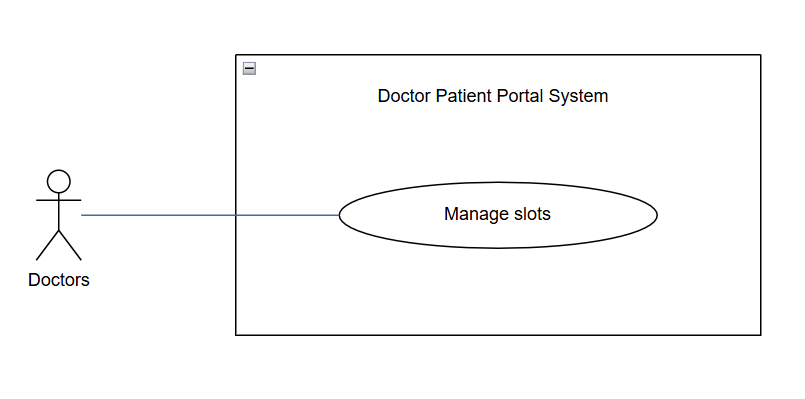 Doctor Patient Portal System
Manage slots
Doctors